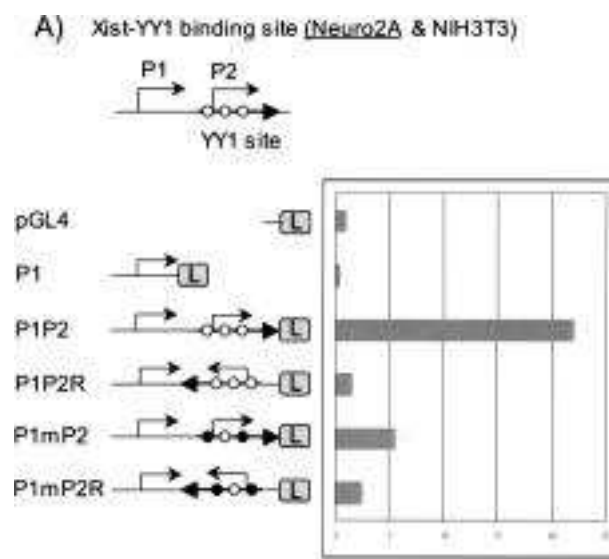 A) Xist-YY1 binding site (Neuro2A & NIH3T3)
P1 P2
YY1 site
pGL4 L
P1 L
P1P2 L
P1P2R L
P1mP2 L
P1mP2R L